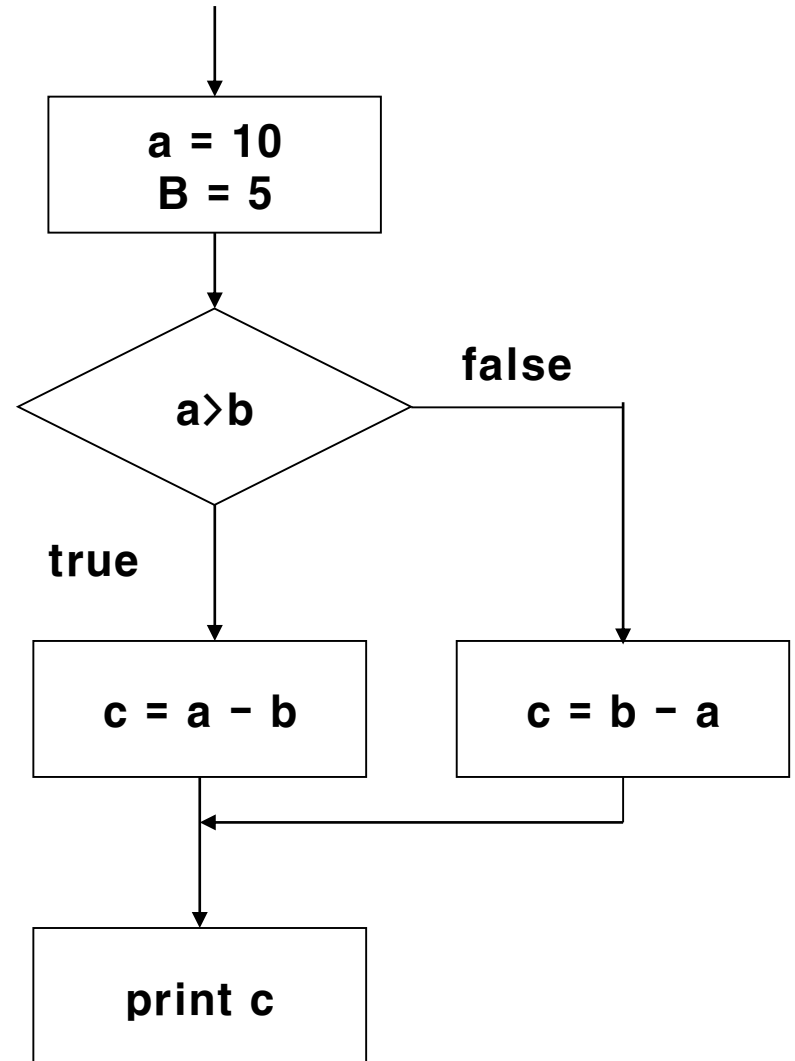 a = 10
B = 5
a>b
false
true
c = a − b
c = b − a
print c